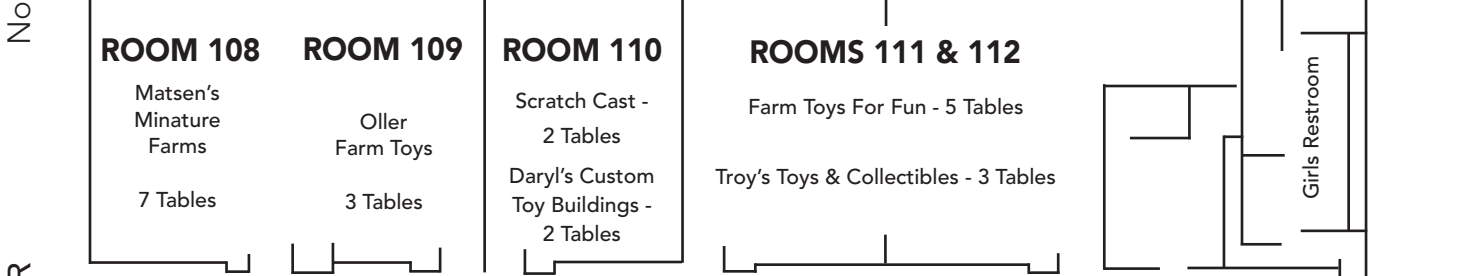 No
R
ROOM 108
Matsen's
Minature
Farms
7 Tables
ROOM 109
Oller
Farm Toys
3 Tables
ROOM 110
Scratch Cast -
2 Tables
Daryl's Custom
Toy Buildings -
2 Tables
ROOMS 111 & 112
Farm Toys For Fun - 5 Tables
Troy's Toys & Collectibles - 3 Tables
Girls Restroom